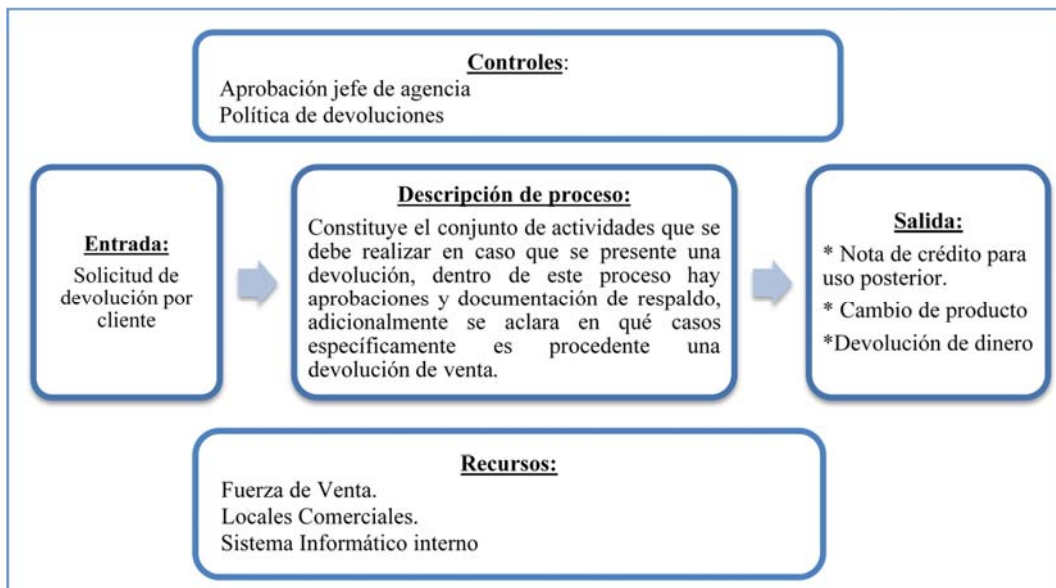 Controles:
Aprobación jefe de agencia
Política de devoluciones
Entrada:
Solicitud de
devolución por
cliente
Descripción de proceso:
Constituye el conjunto de actividades que se
debe realizar en caso que se presente una
devolución, dentro de este proceso hay
aprobaciones y documentación de respaldo,
adicionalmente se aclara en qué casos
específicamente es procedente una
devolución de venta.
Salida:
* Nota de crédito para
uso posterior.
* Cambio de producto
*Devolución de dinero
Recursos:
Fuerza de Venta.
Locales Comerciales.
Sistema Informático interno